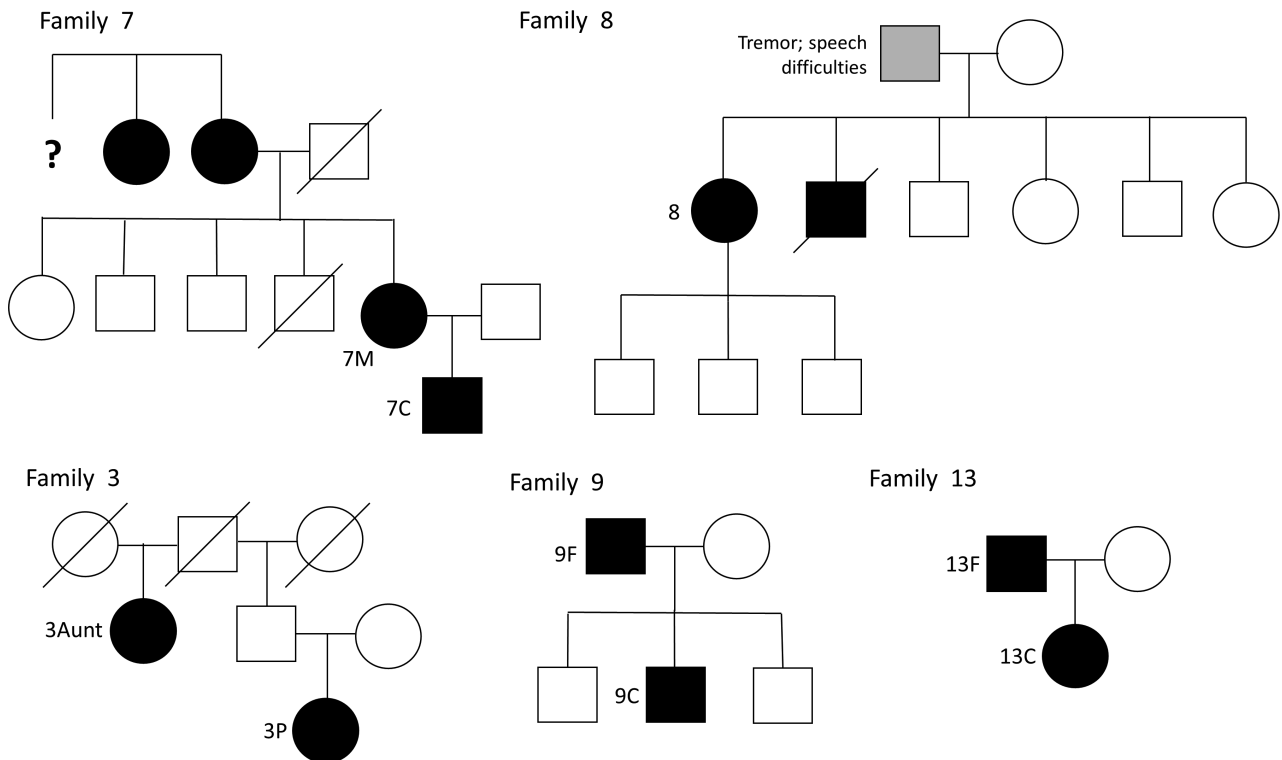 Family 7
Family 8
Tremor; speech
difficulties
?
8
7M
7C
Family 3
Family 9
Family 13
9F
13F
3Aunt
13C
9C
3P